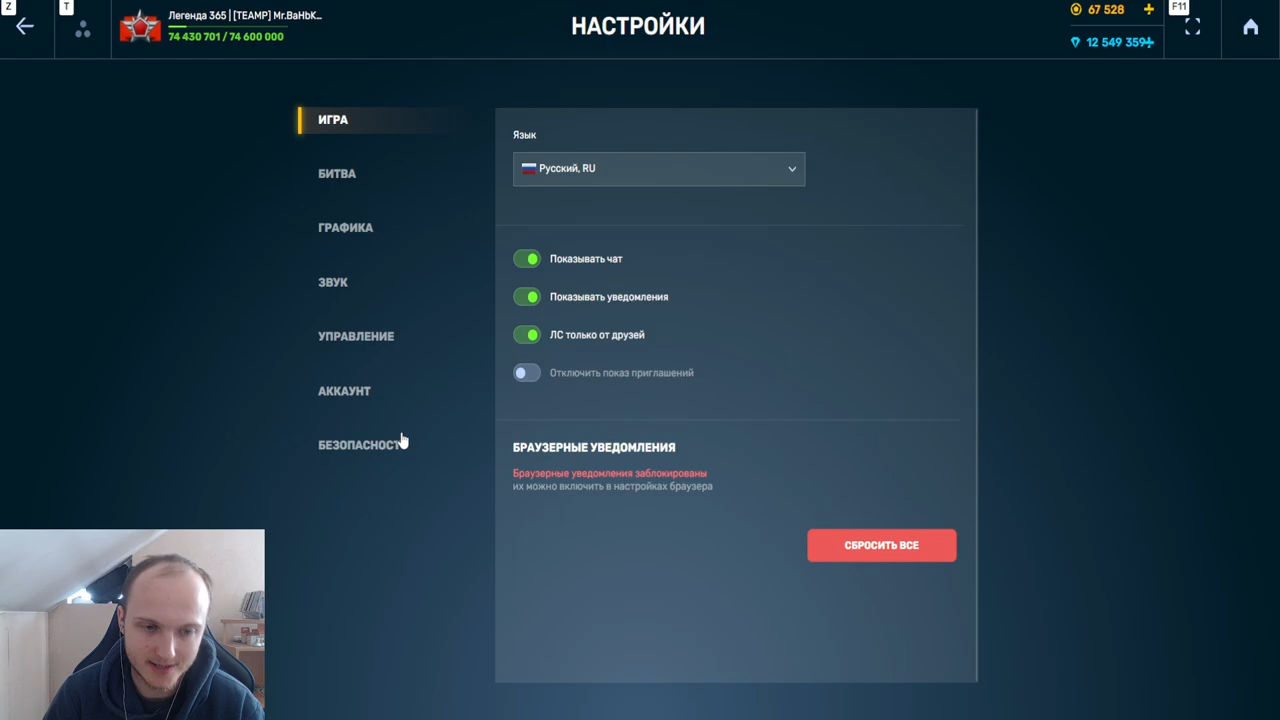 Z
T
Легенда 365 | [TEAMP] Mr.BaHbK...
74 430 701 / 74 600 000
НАСТРОЙКИ
67 528
12 549 359
F11
ИГРА
БИТВА
ГРАФИКА
ЗВУК
УПРАВЛЕНИЕ
АККАУНТ
БЕЗОПАСНОСТ
Язык
Русский, RU
Показывать чат
Показывать уведомления
ЛС только от друзей
Отключить показ приглашений
БРАУЗЕРНЫЕ УВЕДОМЛЕНИЯ
Браузерные уведомления заблокированы
их можно включить в настройках браузера
СБРОСИТЬ ВСЕ